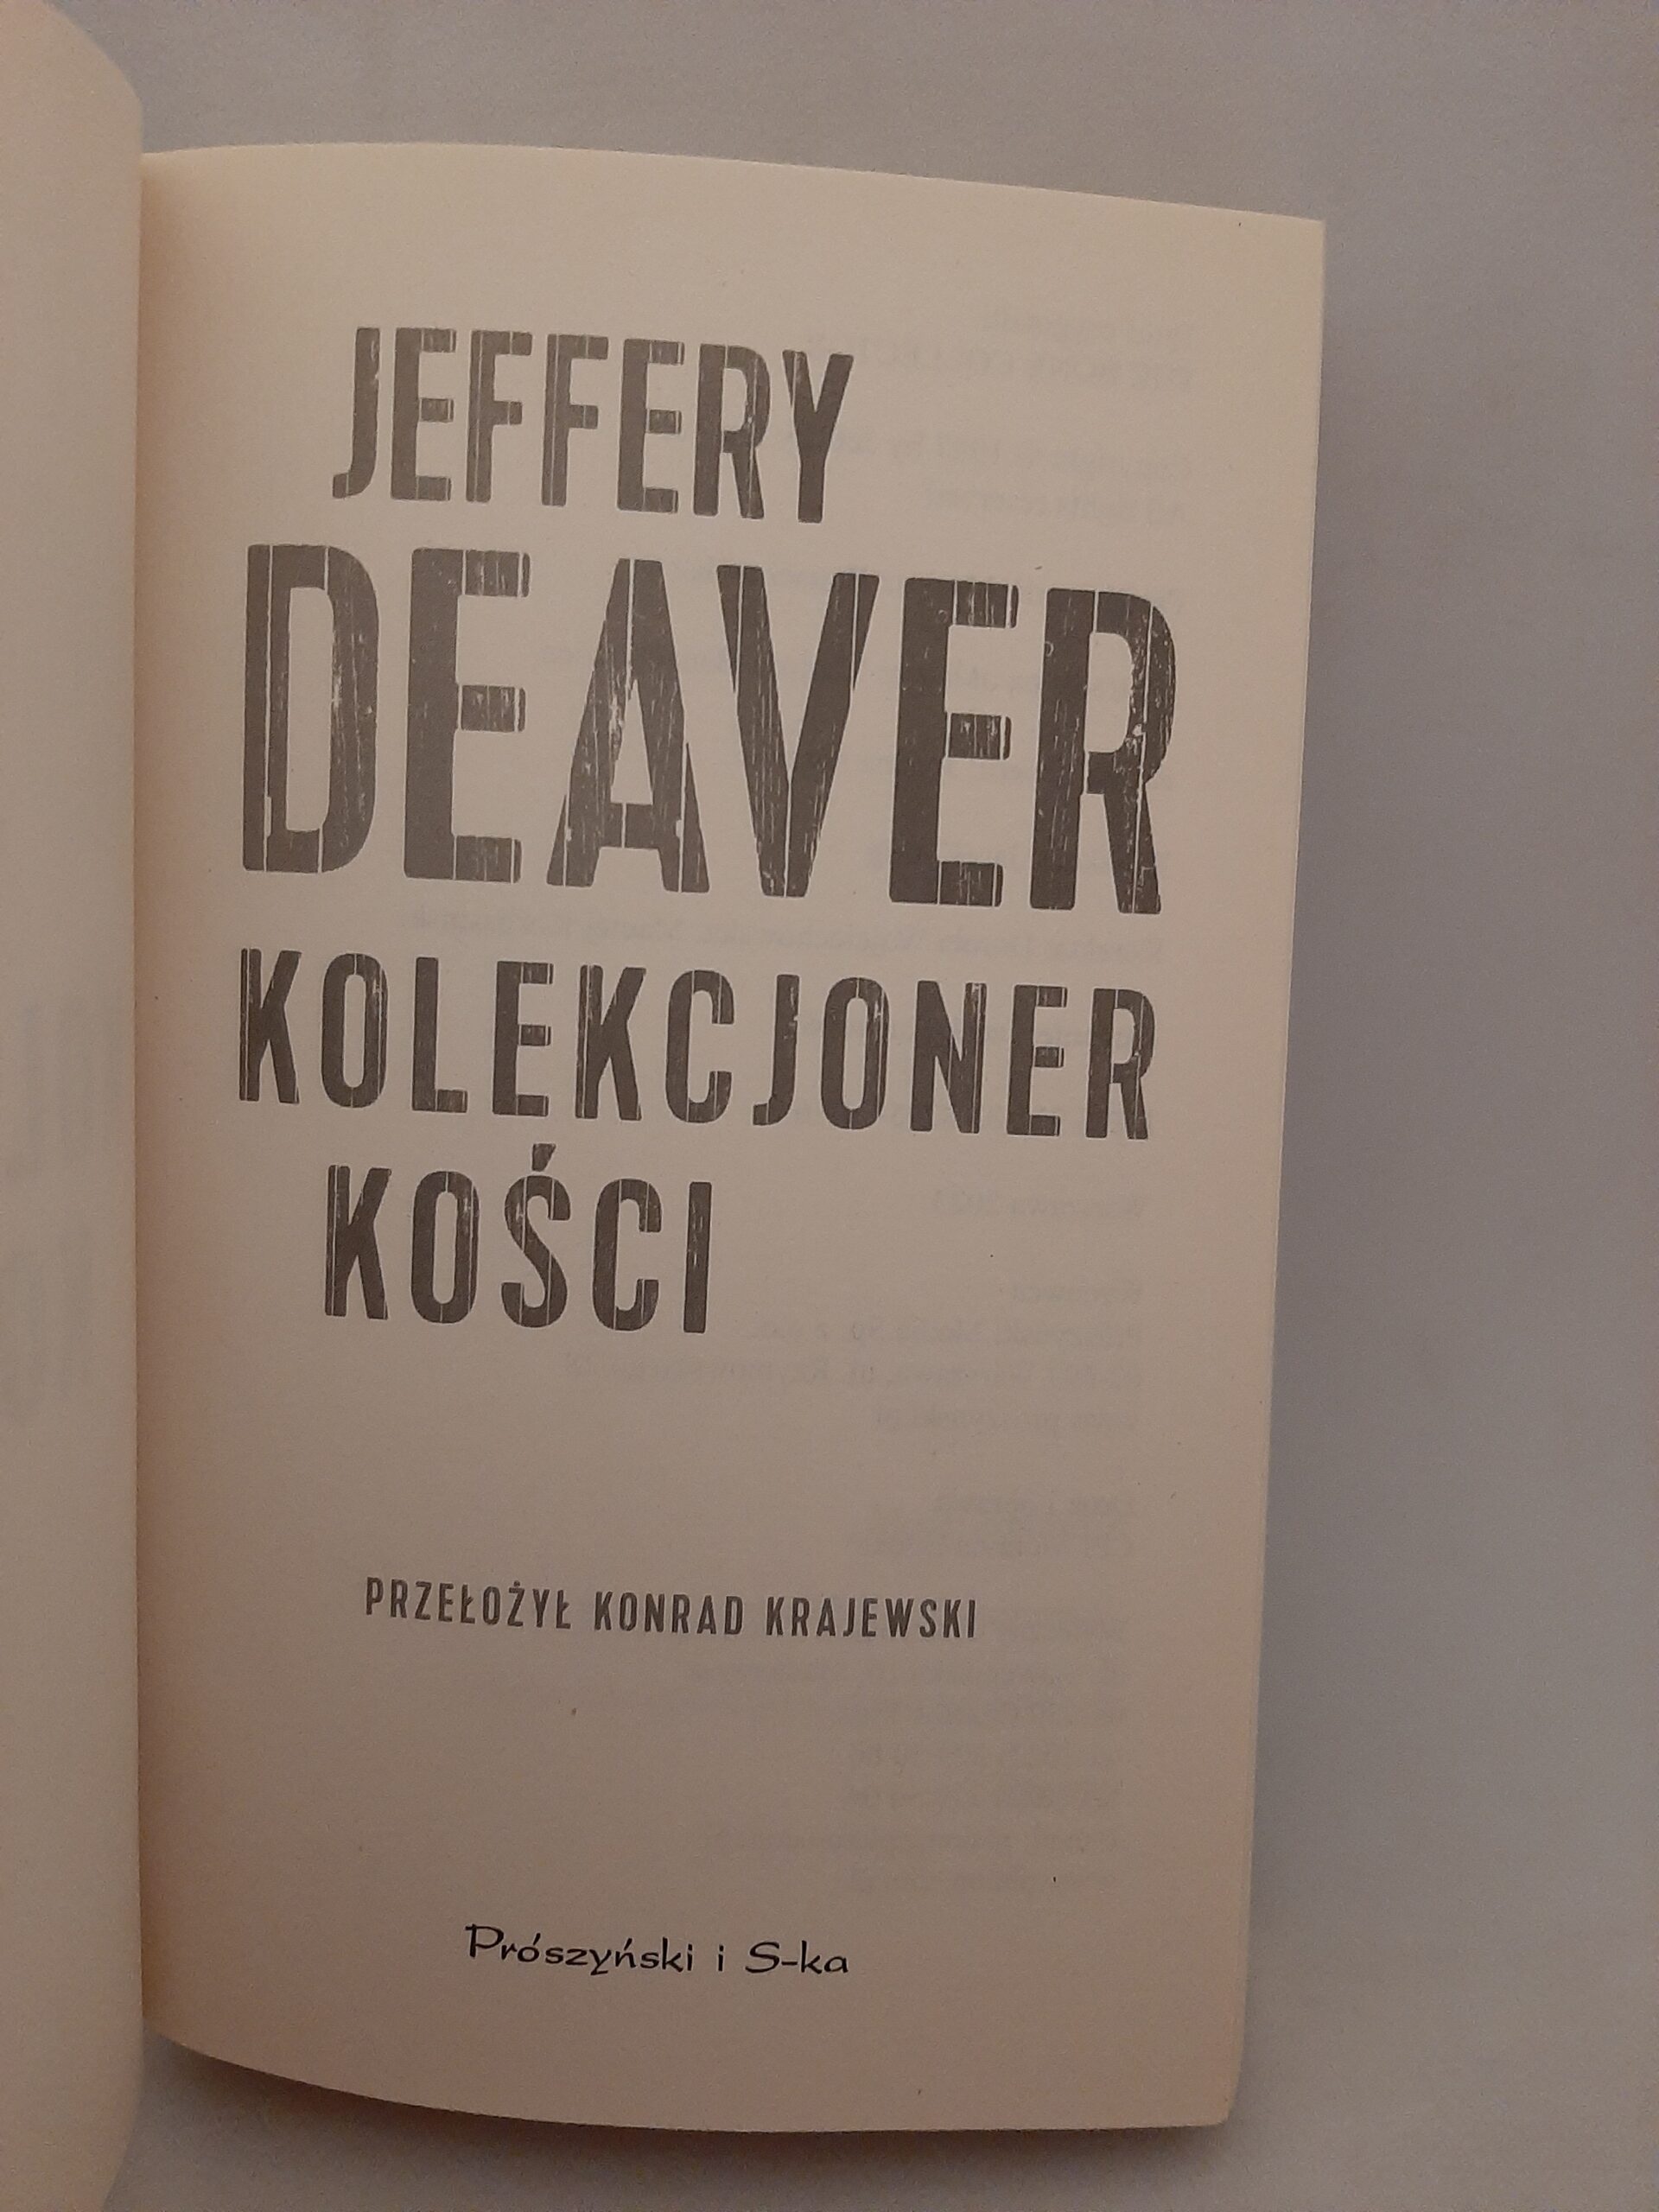 JEFFERY
DEAVER
KOLEKCJONER
KOŚCI
PRZEŁOŻYŁ KONRAD KRAJEWSKI
Prószyński i S-ka